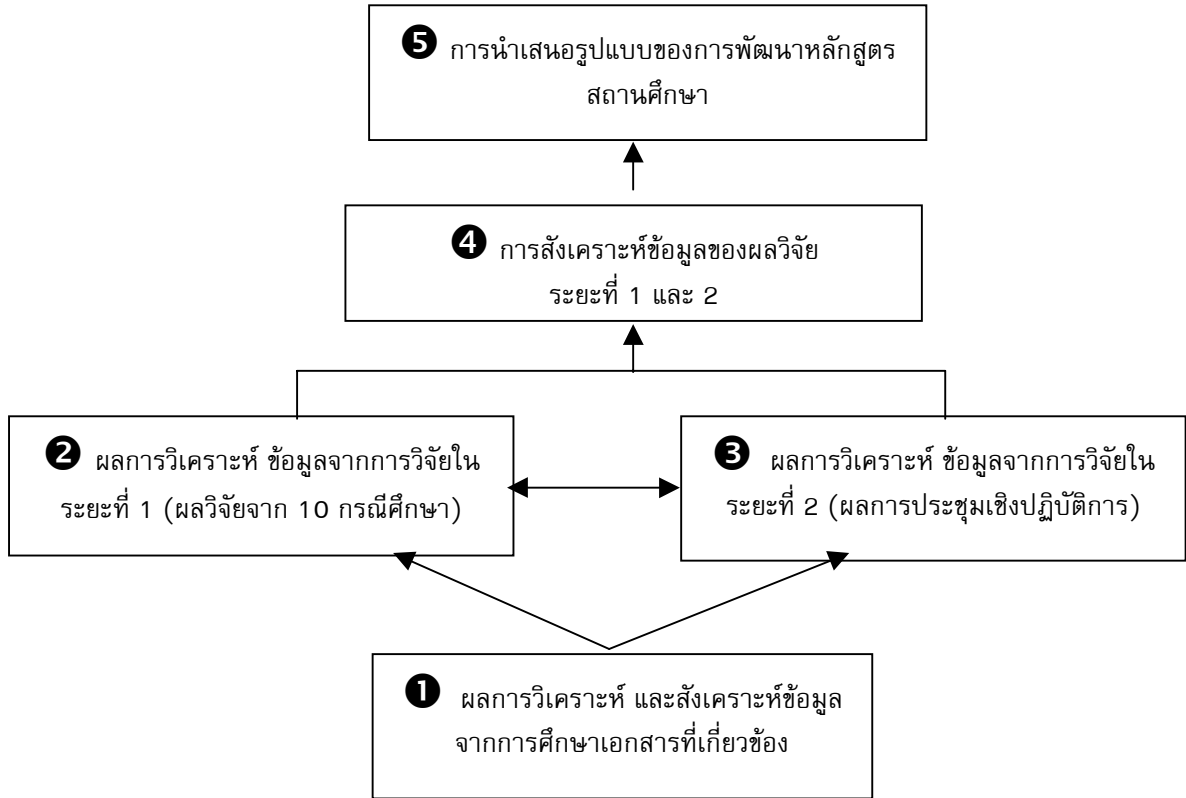 ❺ การนำเสนอรูปแบบของการพัฒนาหลักสูตร
สถานศึกษา
❹ การสังเคราะห์ข้อมูลของผลวิจัย
ระยะที่ 1 และ 2
❷ ผลการวิเคราะห์ ข้อมูลจากการวิจัยใน
ระยะที่ 1 (ผลวิจัยจาก 10 กรณีศึกษา)
❸ ผลการวิเคราะห์ ข้อมูลจากการวิจัยใน
ระยะที่ 2 (ผลการประชุมเชิงปฏิบัติการ)
❶ ผลการวิเคราะห์ และสังเคราะห์ข้อมูล
จากการศึกษาเอกสารที่เกี่ยวข้อง